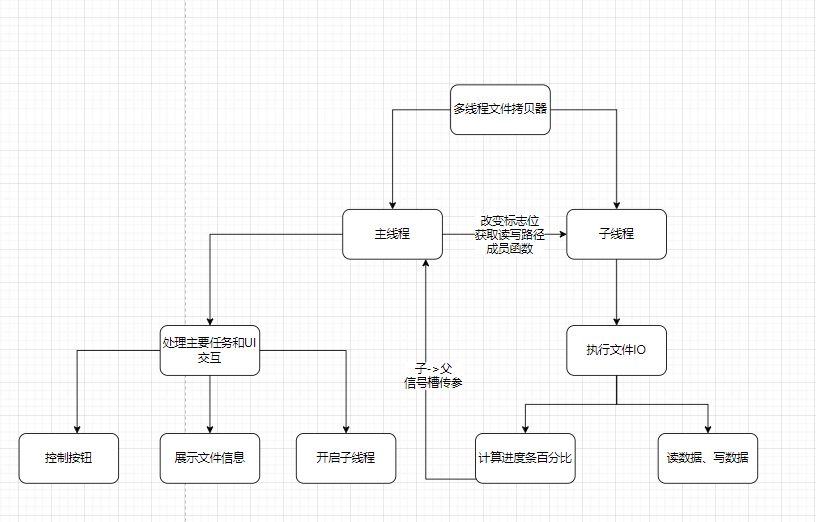 多线程文件拷贝器
改变标志位
主线程
获取读写路径
子线程
成员函数
处理主要任务和UI
交互
执行文件IO
子->父
信号槽传参
控制按钮
展示文件信息
开启子线程
计算进度条百分比
读数据、写数据